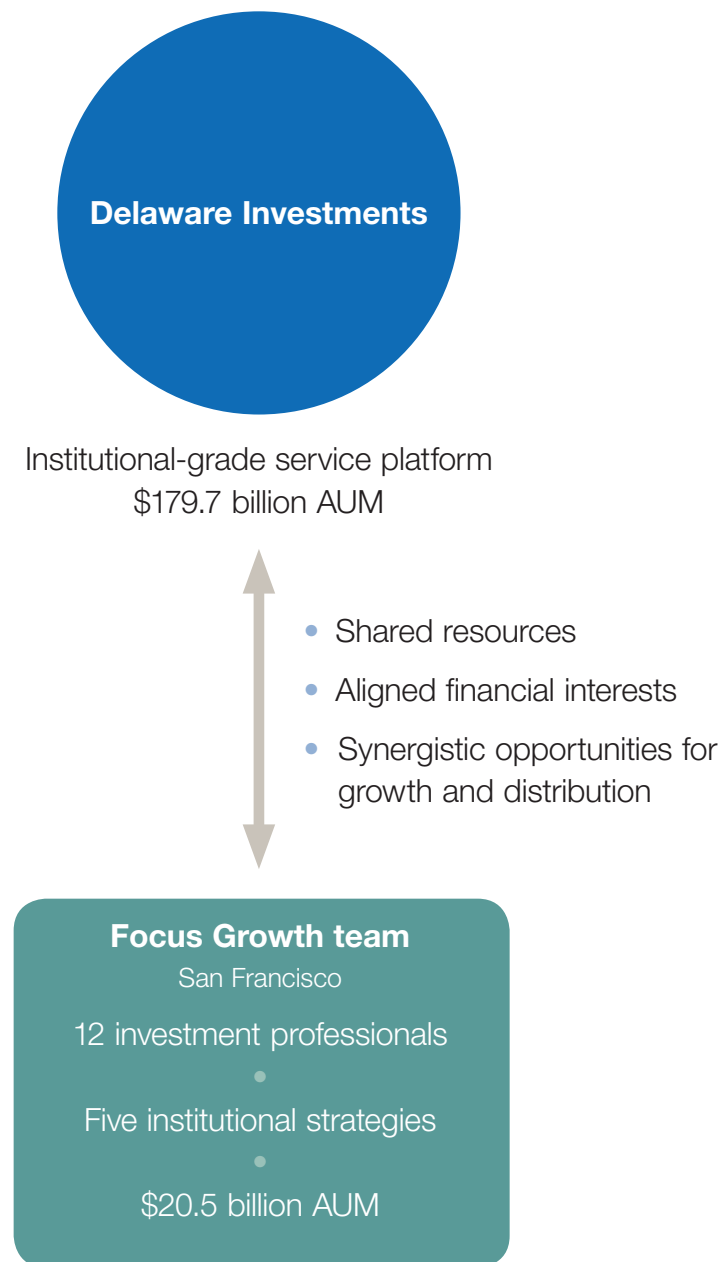 Delaware Investments
Institutional-grade service platform
$179.7 billion AUM
• Shared resources
• Aligned financial interests
• Synergistic opportunities for
growth and distribution
Focus Growth team
San Francisco
12 investment professionals
•
Five institutional strategies
•
$20.5 billion AUM